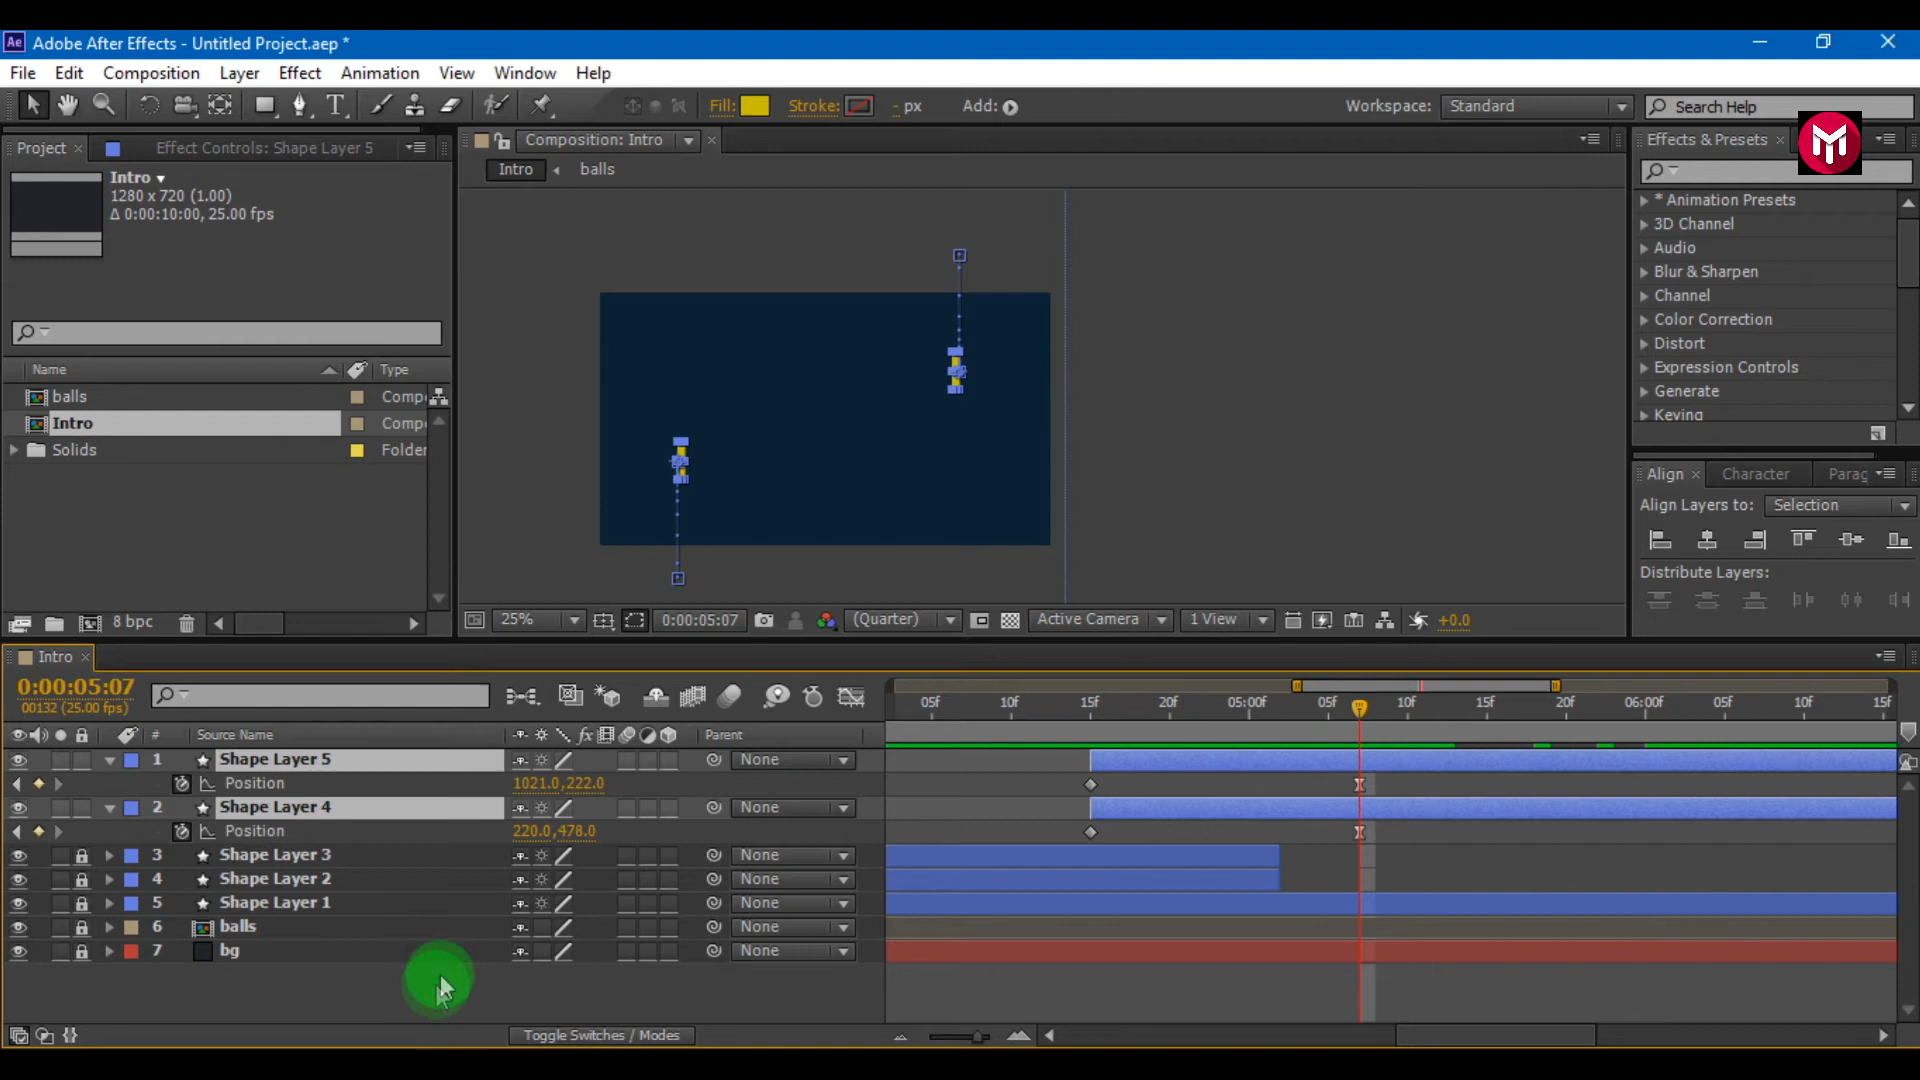 Ae Adobe After Effects - Untitled Project.aep *
File Edit Composition Layer Effect Animation View Window Help
Fill: Stroke: - px Add: Workspace: Standard Search Help
Project × Effect Controls: Shape Layer 5
Composition: Intro
Effects & Presets ×
Intro
1280 x 720 (1.00)
Δ 0:00:10:00, 25.00 fps
Intro balls
* Animation Presets
3D Channel
Audio
Blur & Sharpen
Channel
Color Correction
Distort
Expression Controls
Generate
Keying
Name Type
balls Comp
Intro Comp
Solids Folder
8 bpc
25% 0:00:05:07 (Quarter) Active Camera 1 View +0.0
Align × Character Parag
Align Layers to: Selection
Distribute Layers:
Intro ×
0:00:05:07
00132 (25.00 fps)
05f 10f 15f 20f 05:00f 05f 10f 15f 20f 06:00f 05f 10f 15f
# Source Name fx Parent
1 Shape Layer 5 None
Position 1021.0,222.0
2 Shape Layer 4 None
Position 220.0,478.0
3 Shape Layer 3 None
4 Shape Layer 2 None
5 Shape Layer 1 None
6 balls None
7 bg None
Toggle Switches / Modes